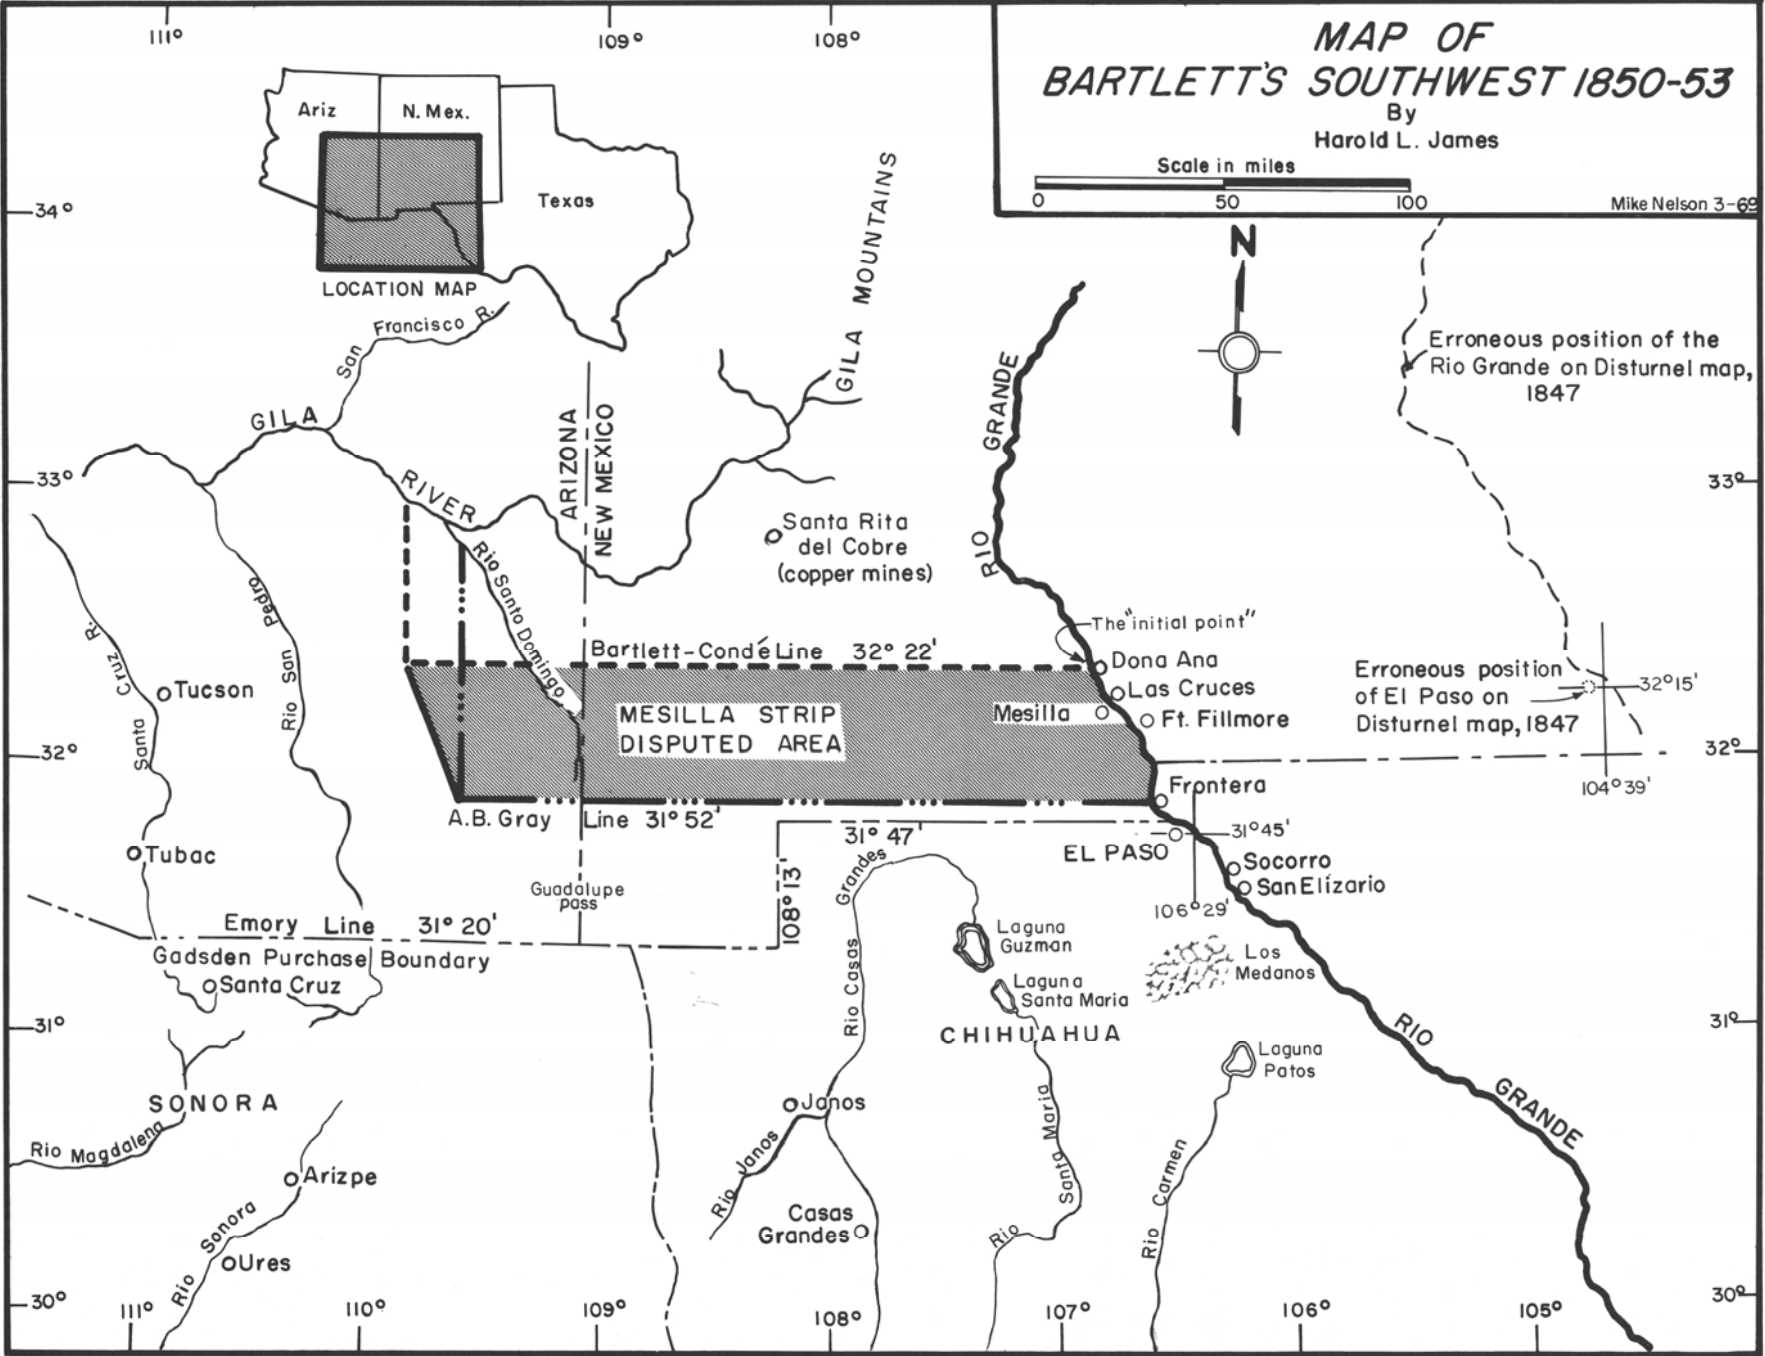 MAP OF
BARTLETT'S SOUTHWEST 1850-53
By
Harold L. James
Scale in miles
0 50 100
Mike Nelson 3-69
111° 109° 108°
Ariz
N. Mex.
Texas
LOCATION MAP
34°
34°
San Francisco R.
GILA MOUNTAINS
N
Erroneous position of the
Rio Grande on Disturnel map,
1847
GILA RIVER
ARIZONA
NEW MEXICO
RIO GRANDE
33°
33°
Santa Rita
del Cobre
(copper mines)
Rio Santo Domingo
Rio San Pedro
Santa Cruz R.
The "initial point"
Bartlett-Condé Line 32° 22'
Dona Ana
Las Cruces
Mesilla
Ft. Fillmore
Tucson
MESILLA STRIP
DISPUTED AREA
Erroneous position
of El Paso on
Disturnel map, 1847
32° 15'
104° 39'
32°
32°
Frontera
A.B. Gray Line 31° 52'
31° 47'
31° 45'
EL PASO
106° 29'
Socorro
San Elízario
Tubac
Guadalupe
pass
108° 13'
Emory Line 31° 20'
Gadsden Purchase Boundary
Santa Cruz
Rio Casas Grandes
Laguna
Guzman
Laguna
Santa Maria
Los
Medanos
CHIHUAHUA
31°
31°
RIO GRANDE
Laguna
Patos
SONORA
Janos
Rio Janos
Rio Magdalena
Arizpe
Rio Sonora
Ures
Casas
Grandes
Rio Santa Maria
Rio Carmen
30°
30°
111° 110° 109° 108° 107° 106° 105°